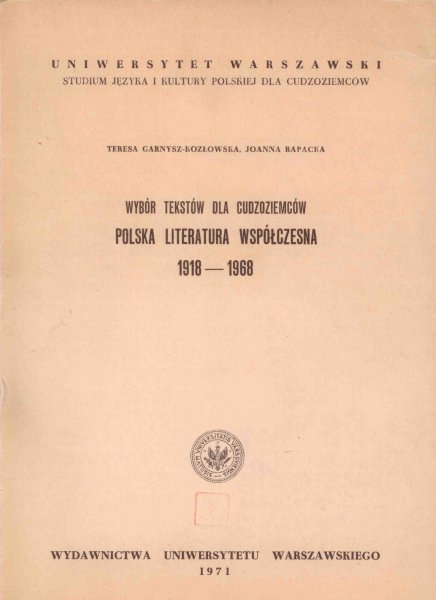 UNIWERSYTET WARSZAWSKI
STUDIUM JĘZYKA I KULTURY POLSKIEJ DLA CUDZOZIEMCOW
TERESA GARNYSZ-KOZŁOWSKA, JOANNA RAPACKA
WYBÓR TEKSTÓW DLA CUDZOZIEMCÓW
POLSKA LITERATURA WSPÓŁCZESNA
1918 — 1968
WYDAWNICTWA UNIWERSYTETU WARSZAWSKIEGO
1971